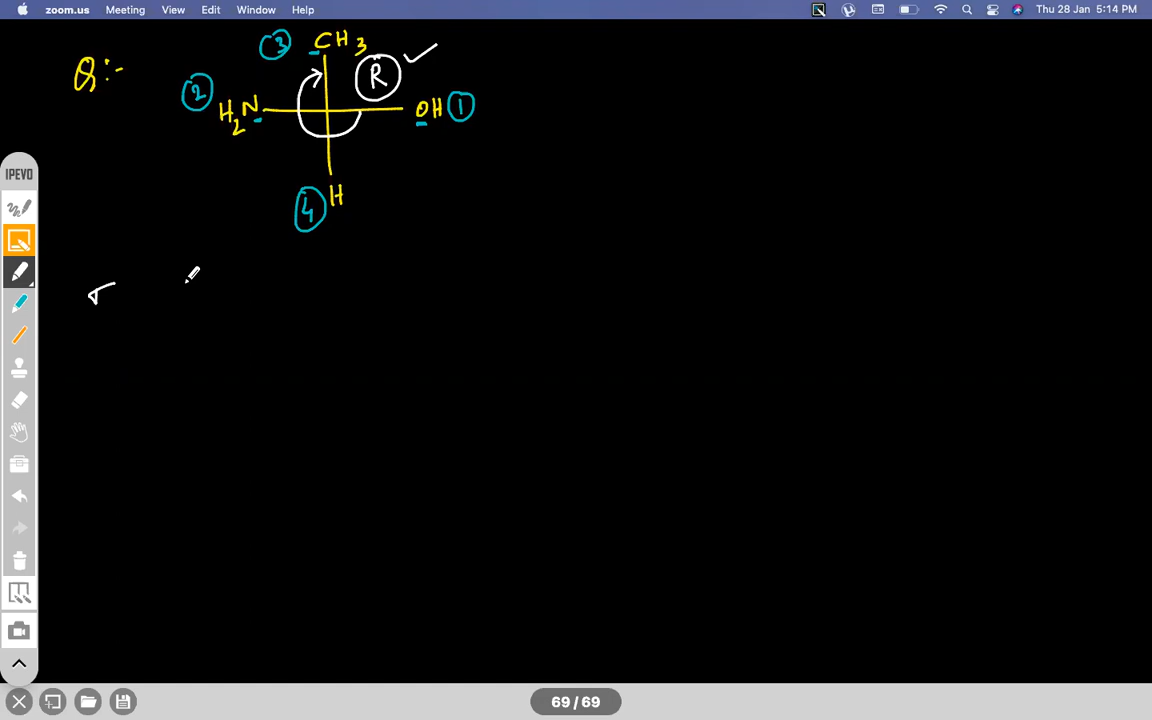 zoom.us Meeting View Edit Window Help Thu 28 Jan 5:14 PM
Q:-
③ CH3
② H2N R ✓ OH ①
④ H
IPEVO
69 / 69